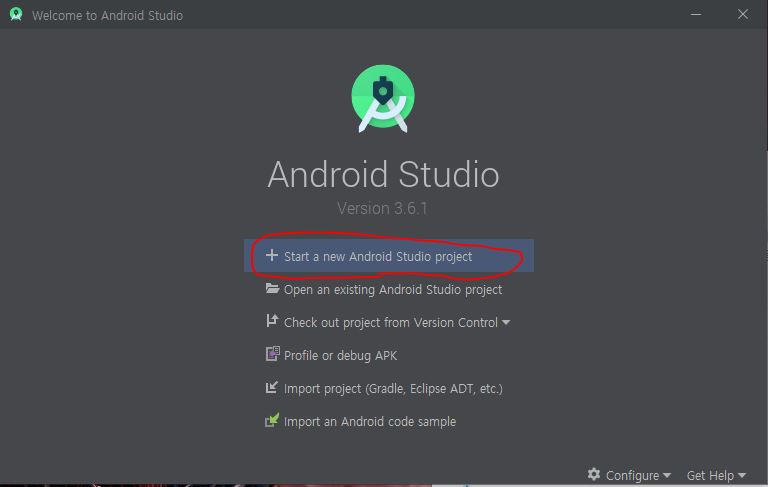 Welcome to Android Studio
Android Studio
Version 3.6.1
Start a new Android Studio project
Open an existing Android Studio project
Check out project from Version Control
Profile or debug APK
Import project (Gradle, Eclipse ADT, etc.)
Import an Android code sample
Configure Get Help